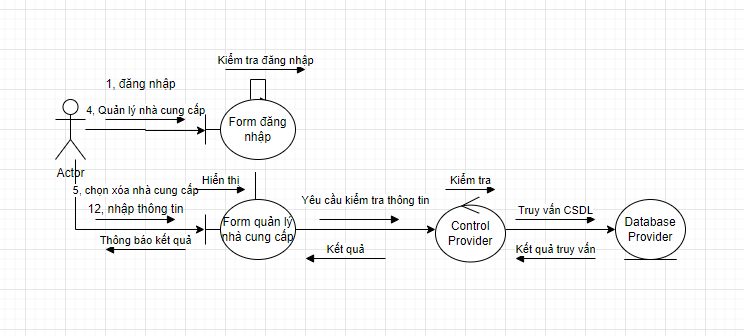 Kiểm tra đăng nhập
1, đăng nhập
4, Quản lý nhà cung cấp
Form đăng
nhập
Actor
5, chọn xóa nhà cung cấp
Hiển thị
12, nhập thông tin
Thông báo kết quả
Form quản lý
nhà cung cấp
Yêu cầu kiểm tra thông tin
Kết quả
Kiểm tra
Control
Provider
Truy vấn CSDL
Kết quả truy vấn
Database
Provider